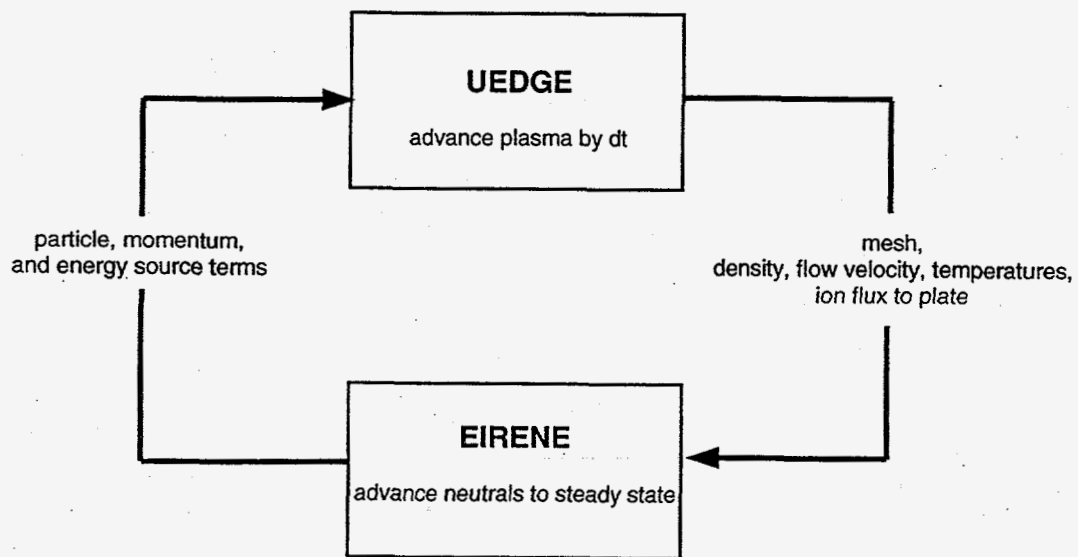 UEDGE
advance plasma by dt
particle, momentum,
and energy source terms
mesh,
density, flow velocity, temperatures,
ion flux to plate
EIRENE
advance neutrals to steady state